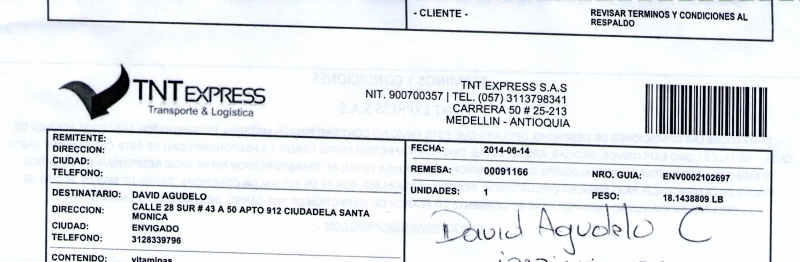 - CLIENTE -
REVISAR TERMINOS Y CONDICIONES AL
RESPALDO
TNT EXPRESS
Transporte & Logística
TNT EXPRESS S.A.S
NIT. 900700357 | TEL. (057) 3113798341
CARRERA 50 # 25-213
MEDELLIN - ANTIOQUIA
REMITENTE:
DIRECCION:
CIUDAD:
TELEFONO:
DESTINATARIO: DAVID AGUDELO
DIRECCION: CALLE 28 SUR # 43 A 50 APTO 912 CIUDADELA SANTA
MONICA
CIUDAD: ENVIGADO
TELEFONO: 3128339796
CONTENIDO: vitaminas
FECHA: 2014-06-14
REMESA: 00091166 NRO. GUIA: ENV0002102697
UNIDADES: 1 PESO: 18.1438809 LB
David Agudelo C